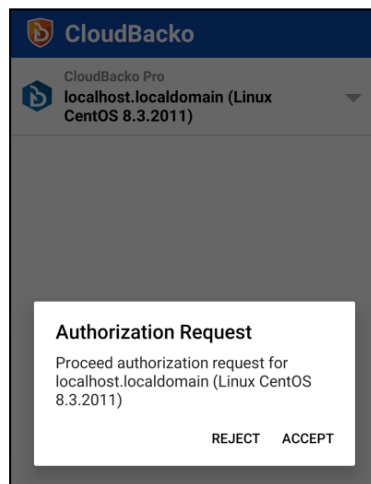 CloudBacko
CloudBacko Pro
localhost.localdomain (Linux
CentOS 8.3.2011)
Authorization Request
Proceed authorization request for
localhost.localdomain (Linux CentOS
8.3.2011)
REJECT ACCEPT